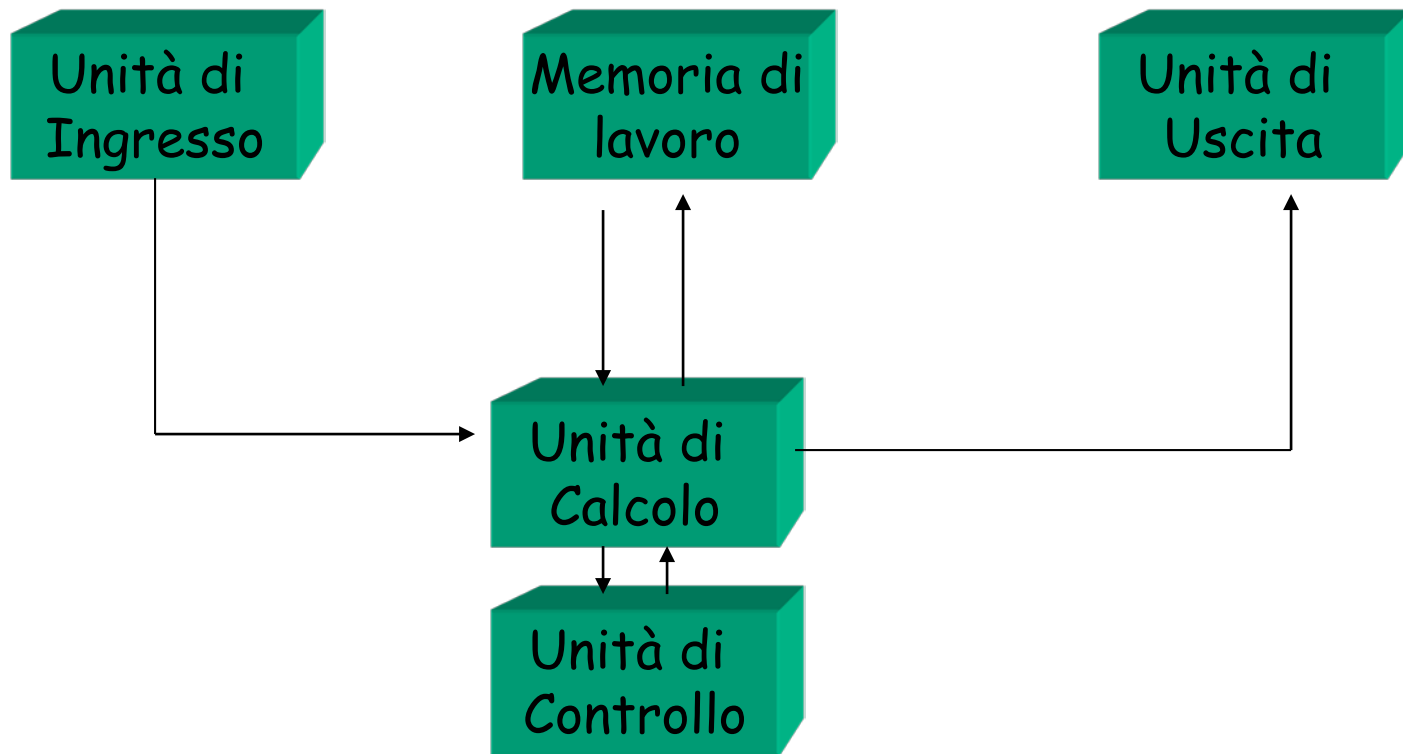 Unità di
Ingresso
Memoria di
lavoro
Unità di
Uscita
Unità di
Calcolo
Unità di
Controllo